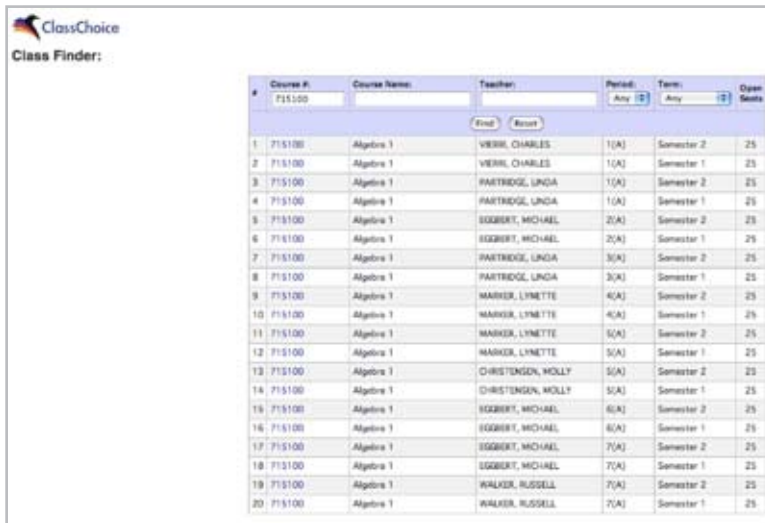 ClassChoice
Class Finder:
# Course #: Course Name: Teacher: Period: Term: Open Seats
715100 Any Any
Find Reset
1 715100 Algebra 1 VIERRI, CHARLES 1(A) Semester 2 25
2 715100 Algebra 1 VIERRI, CHARLES 1(A) Semester 1 25
3 715100 Algebra 1 PARTRIDGE, LINDA 1(A) Semester 2 25
4 715100 Algebra 1 PARTRIDGE, LINDA 1(A) Semester 1 25
5 715100 Algebra 1 EGGBERT, MICHAEL 2(A) Semester 2 25
6 715100 Algebra 1 EGGBERT, MICHAEL 2(A) Semester 1 25
7 715100 Algebra 1 PARTRIDGE, LINDA 3(A) Semester 2 25
8 715100 Algebra 1 PARTRIDGE, LINDA 3(A) Semester 1 25
9 715100 Algebra 1 MARKER, LYNETTE 4(A) Semester 2 25
10 715100 Algebra 1 MARKER, LYNETTE 4(A) Semester 1 25
11 715100 Algebra 1 MARKER, LYNETTE 5(A) Semester 2 25
12 715100 Algebra 1 MARKER, LYNETTE 5(A) Semester 1 25
13 715100 Algebra 1 CHRISTENSEN, HOLLY 5(A) Semester 2 25
14 715100 Algebra 1 CHRISTENSEN, HOLLY 5(A) Semester 1 25
15 715100 Algebra 1 EGGBERT, MICHAEL 6(A) Semester 2 25
16 715100 Algebra 1 EGGBERT, MICHAEL 6(A) Semester 1 25
17 715100 Algebra 1 EGGBERT, MICHAEL 7(A) Semester 2 25
18 715100 Algebra 1 EGGBERT, MICHAEL 7(A) Semester 1 25
19 715100 Algebra 1 WALKER, RUSSELL 7(A) Semester 2 25
20 715100 Algebra 1 WALKER, RUSSELL 7(A) Semester 1 25